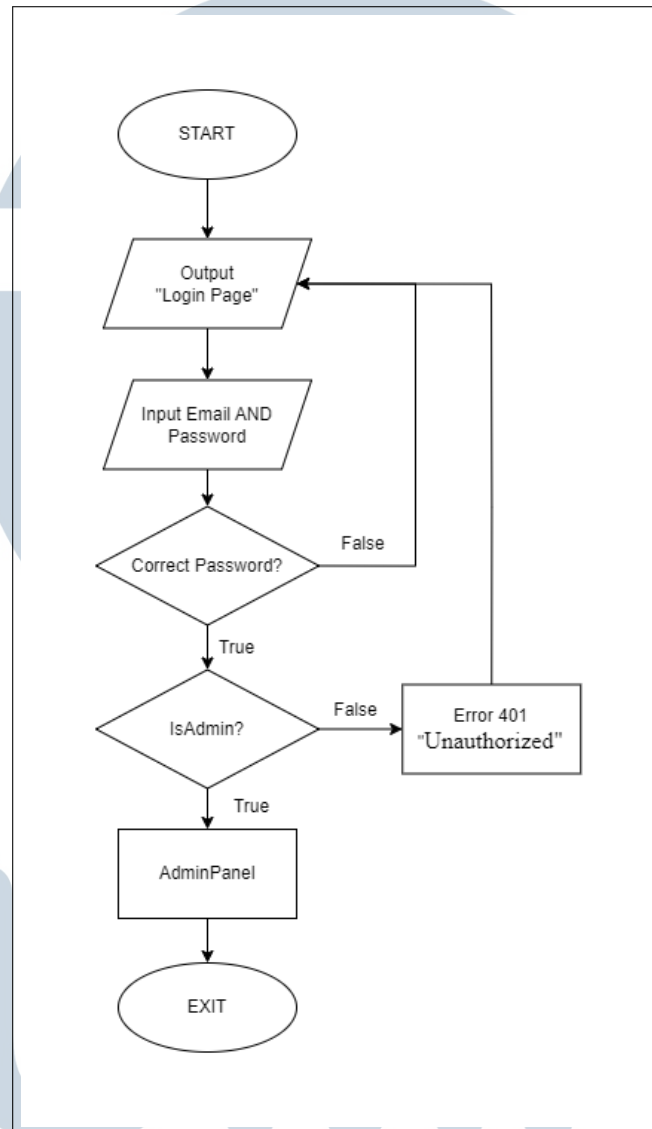 START
Output
"Login Page"
Input Email AND
Password
Correct Password?
False
True
IsAdmin?
False
Error 401
"Unauthorized"
True
AdminPanel
EXIT